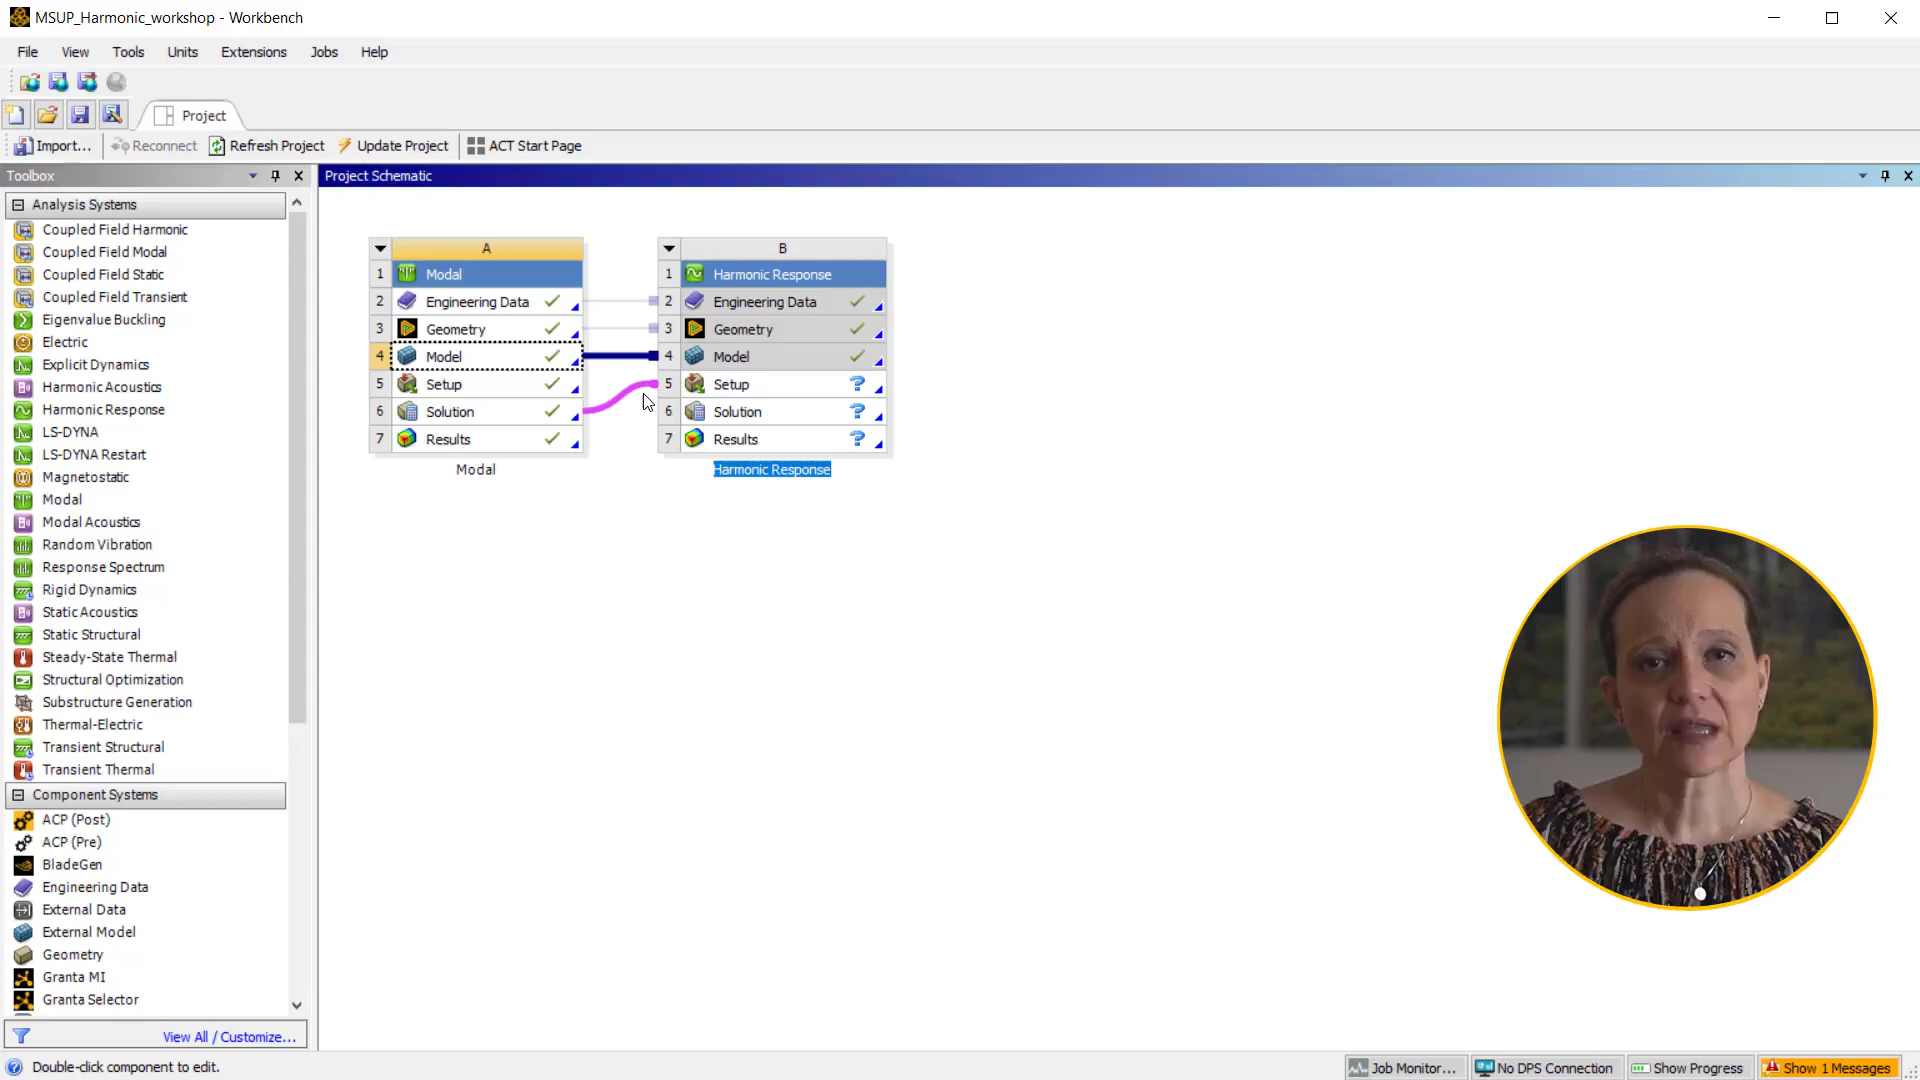 MSUP_Harmonic_workshop - Workbench
File View Tools Units Extensions Jobs Help
Project
Import... Reconnect Refresh Project Update Project ACT Start Page
Toolbox
Analysis Systems
Coupled Field Harmonic
Coupled Field Modal
Coupled Field Static
Coupled Field Transient
Eigenvalue Buckling
Electric
Explicit Dynamics
Harmonic Acoustics
Harmonic Response
LS-DYNA
LS-DYNA Restart
Magnetostatic
Modal
Modal Acoustics
Random Vibration
Response Spectrum
Rigid Dynamics
Static Acoustics
Static Structural
Steady-State Thermal
Structural Optimization
Substructure Generation
Thermal-Electric
Transient Structural
Transient Thermal
Component Systems
ACP (Post)
ACP (Pre)
BladeGen
Engineering Data
External Data
External Model
Geometry
Granta MI
Granta Selector
View All / Customize...
Project Schematic
A
1 Modal
2 Engineering Data
3 Geometry
4 Model
5 Setup
6 Solution
7 Results
Modal
B
1 Harmonic Response
2 Engineering Data
3 Geometry
4 Model
5 Setup ?
6 Solution ?
7 Results ?
Harmonic Response
Double-click component to edit.
Job Monitor... No DPS Connection Show Progress Show 1 Messages